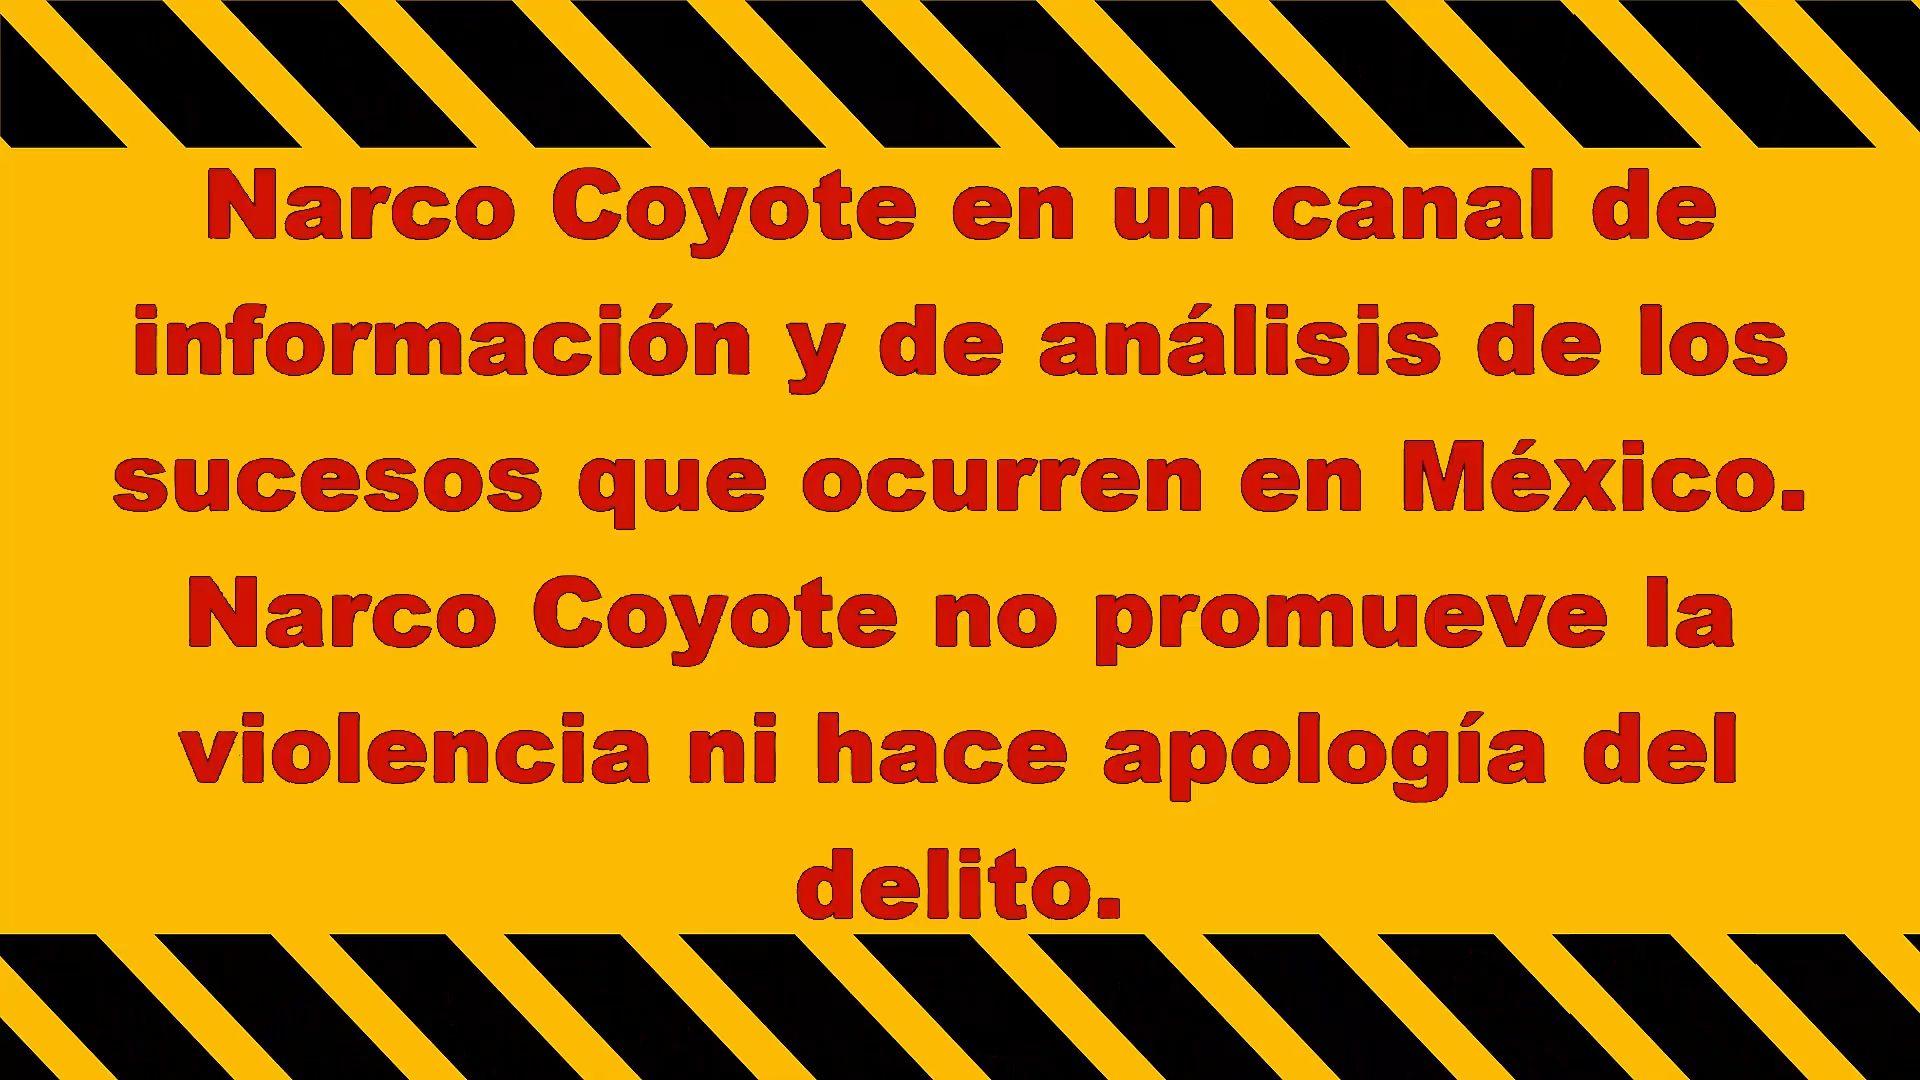 Narco Coyote en un canal de
información y de análisis de los
sucesos que ocurren en México.
Narco Coyote no promueve la
violencia ni hace apología del
delito.